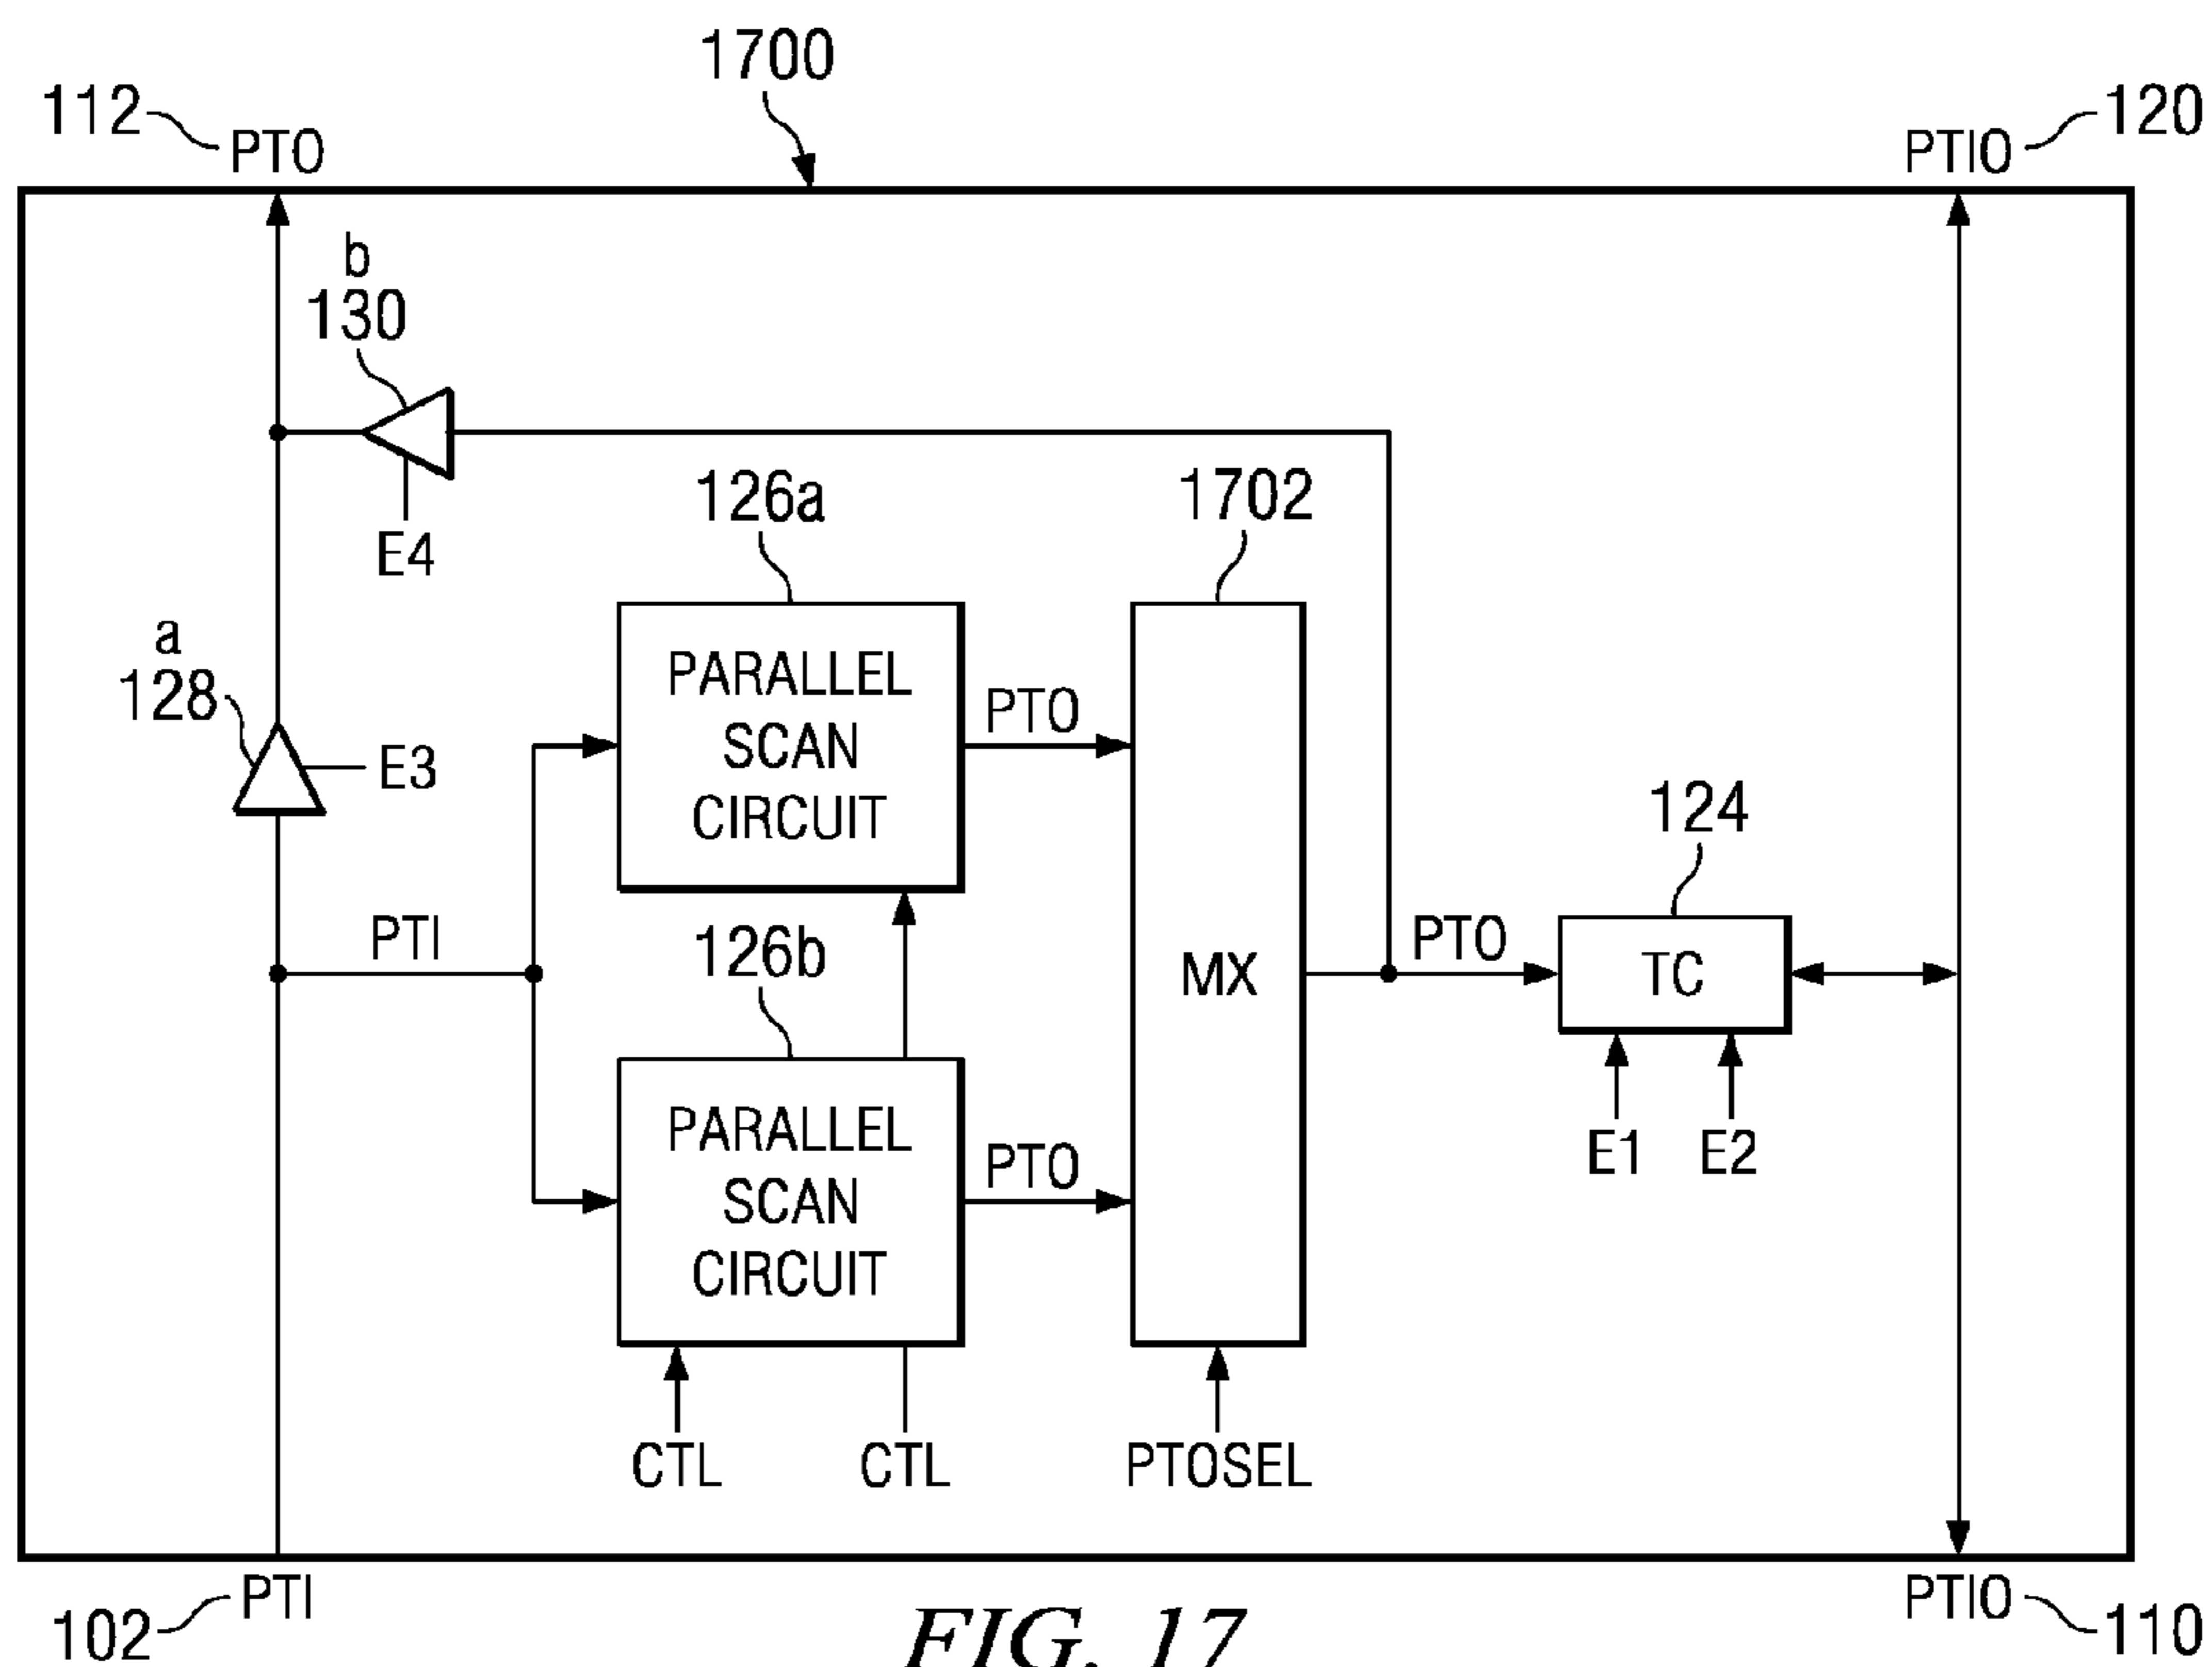 1700
112
PTO
PTIO
120
b
130
E4
126a
1702
a
128
E3
PARALLEL
SCAN
CIRCUIT
PTO
124
PTI
126b
MX
PTO
TC
PARALLEL
SCAN
CIRCUIT
PTO
E1
E2
CTL
CTL
PTOSEL
102
PTI
PTIO
110
FIG. 17